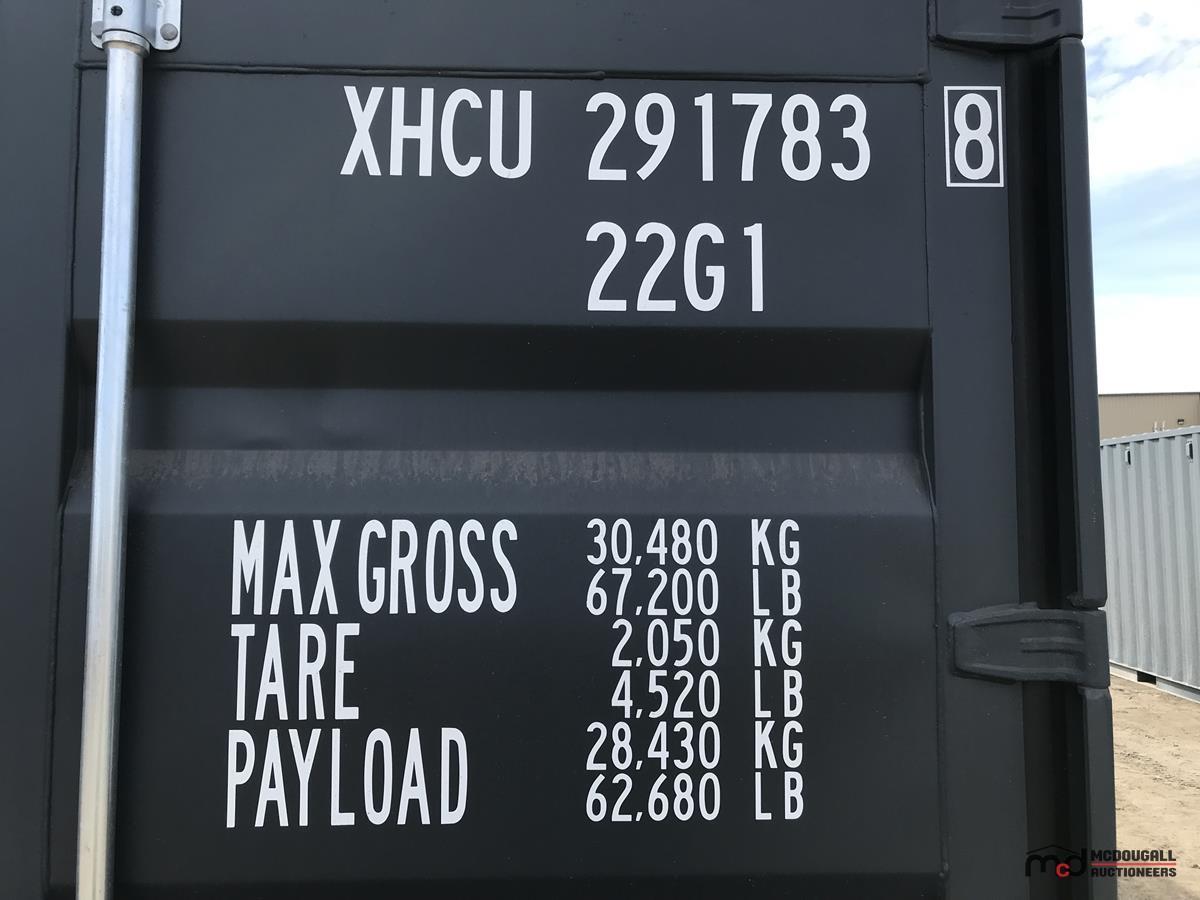 XHCU 291783 8
22G1
MAX GROSS 30,480 KG
67,200 LB
TARE 2,050 KG
4,520 LB
PAYLOAD 28,430 KG
62,680 LB
mcd MCDOUGALL
AUCTIONEERS